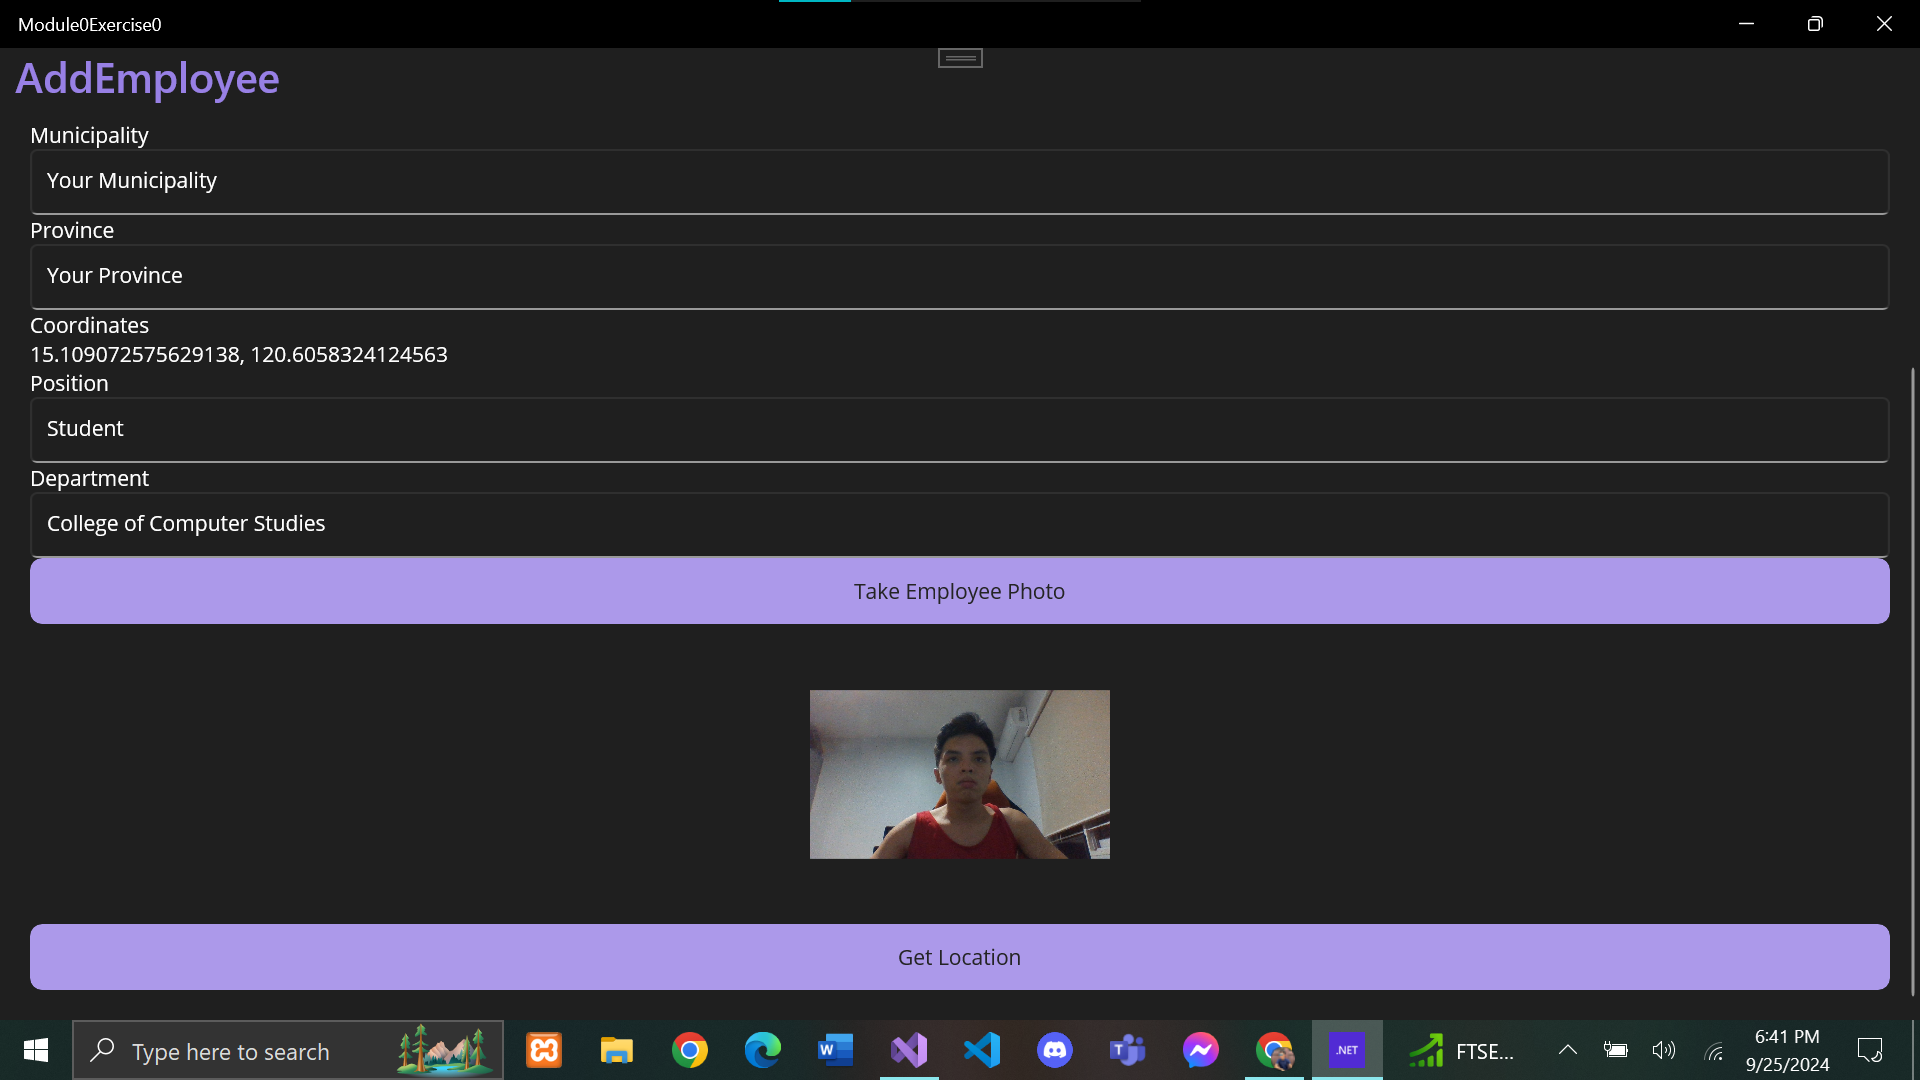 Module0Exercise0
AddEmployee
Municipality
Your Municipality
Province
Your Province
Coordinates
15.109072575629138, 120.6058324124563
Position
Student
Department
College of Computer Studies
Take Employee Photo
Get Location
Type here to search
W
T
.NET
FTSE...
6:41 PM
9/25/2024